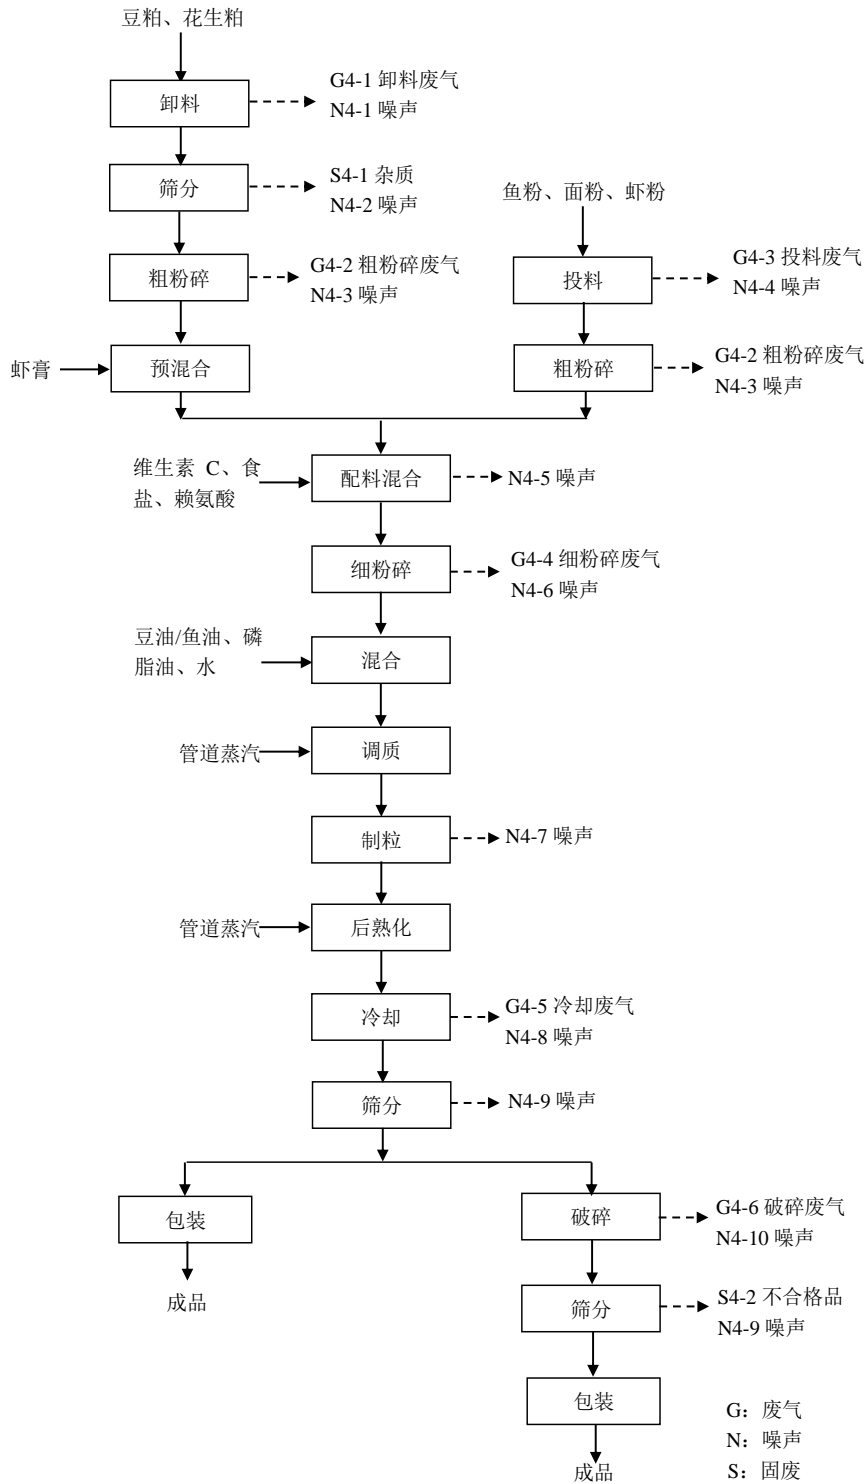 豆粕、花生粕
卸料
G4-1 卸料废气
N4-1 噪声
筛分
S4-1 杂质
N4-2 噪声
鱼粉、面粉、虾粉
粗粉碎
G4-2 粗粉碎废气
N4-3 噪声
投料
G4-3 投料废气
N4-4 噪声
虾膏
预混合
粗粉碎
G4-2 粗粉碎废气
N4-3 噪声
维生素 C、食
盐、赖氨酸
配料混合
N4-5 噪声
细粉碎
G4-4 细粉碎废气
N4-6 噪声
豆油/鱼油、磷
脂油、水
混合
管道蒸汽
调质
制粒
N4-7 噪声
管道蒸汽
后熟化
冷却
G4-5 冷却废气
N4-8 噪声
筛分
N4-9 噪声
包装
成品
破碎
G4-6 破碎废气
N4-10 噪声
筛分
S4-2 不合格品
N4-9 噪声
包装
成品
G：废气
N：噪声
S：固废